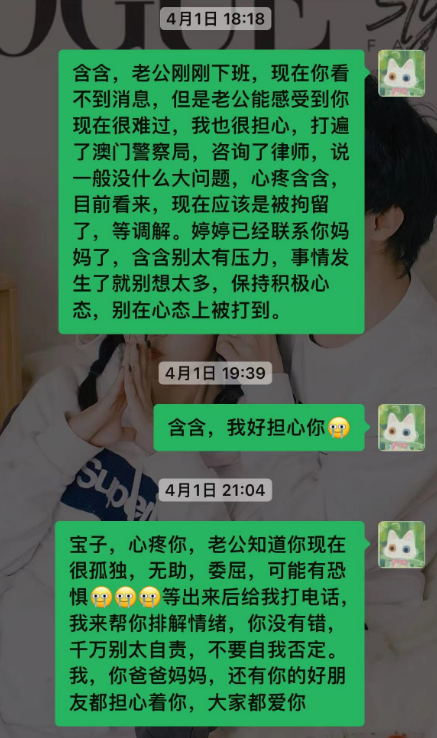 OGUE
Sty
FAS
4月1日 18:18
含含，老公刚刚下班，现在你看
不到消息，但是老公能感受到你
现在很难过，我也很担心，打遍
了澳门警察局，咨询了律师，说
一般没什么大问题，心疼含含，
目前看来，现在应该是被拘留
了，等调解。婷婷已经联系你妈
妈了，含含别太有压力，事情发
生了就别想太多，保持积极心
态，别在心态上被打到。
4月1日 19:39
含含，我好担心你🥹
Super
4月1日 21:04
宝子，心疼你，老公知道你现在
很孤独，无助，委屈，可能有恐
惧🥹🥹🥹等出来后给我打电话，
我来帮你排解情绪，你没有错，
千万别太自责，不要自我否定。
我，你爸爸妈妈，还有你的好朋
友都担心着你，大家都爱你